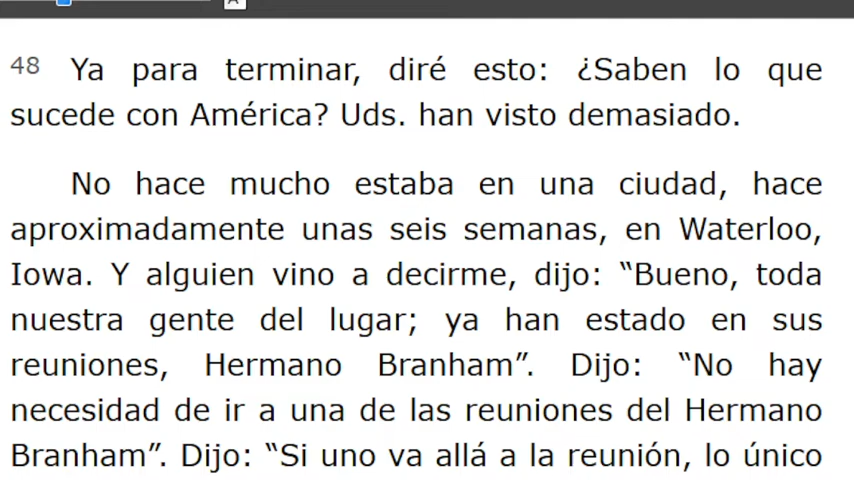 48 Ya para terminar, diré esto: ¿Saben lo que
sucede con América? Uds. han visto demasiado.
No hace mucho estaba en una ciudad, hace
aproximadamente unas seis semanas, en Waterloo,
Iowa. Y alguien vino a decirme, dijo: “Bueno, toda
nuestra gente del lugar; ya han estado en sus
reuniones, Hermano Branham”. Dijo: “No hay
necesidad de ir a una de las reuniones del Hermano
Branham”. Dijo: “Si uno va allá a la reunión, lo único